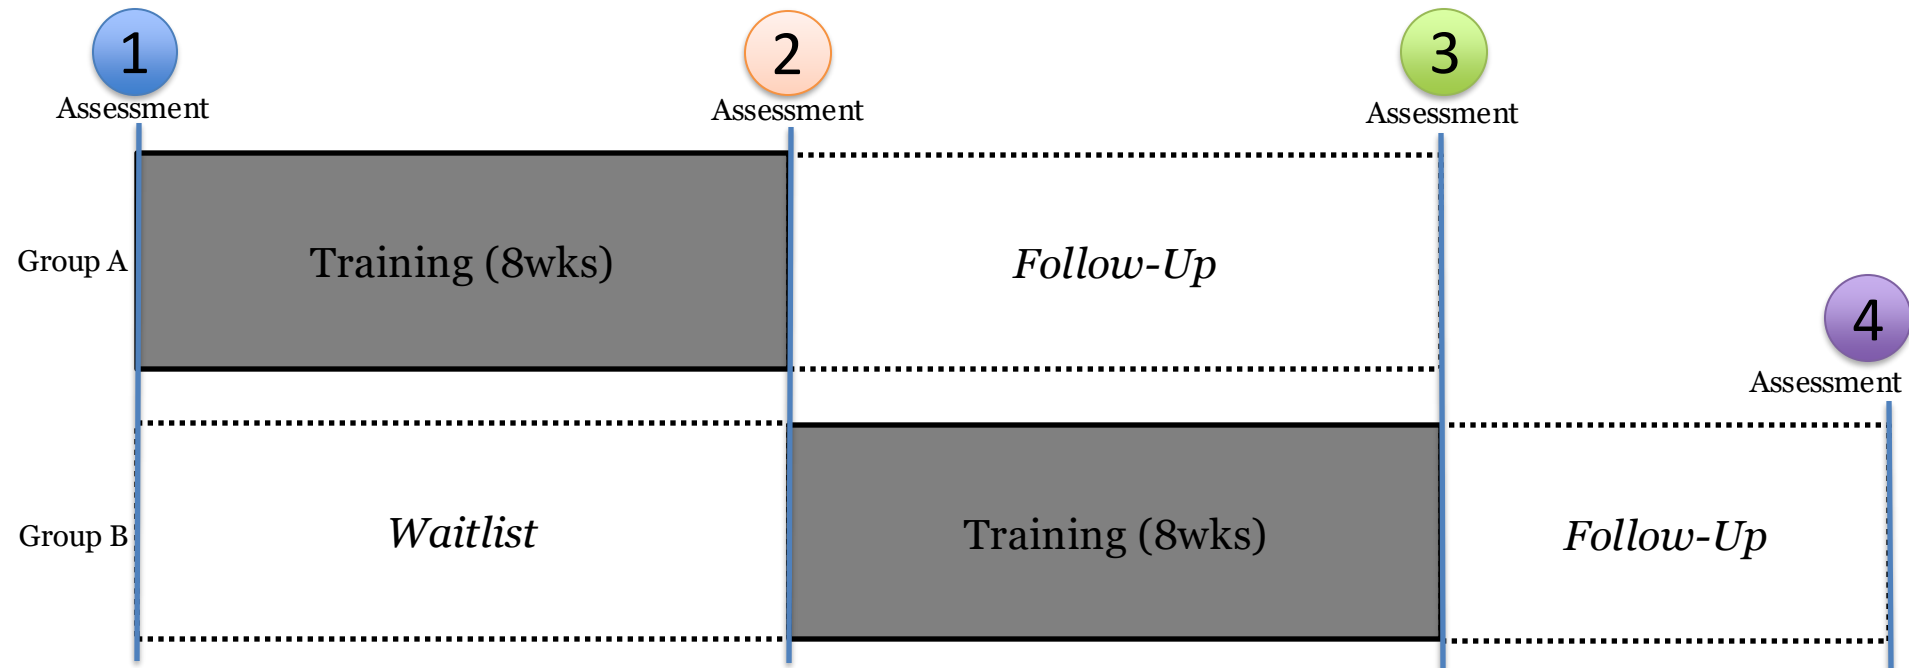 1
Assessment
2
Assessment
3
Assessment
Group A
Training (8wks)
Follow-Up
4
Assessment
Group B
Waitlist
Training (8wks)
Follow-Up